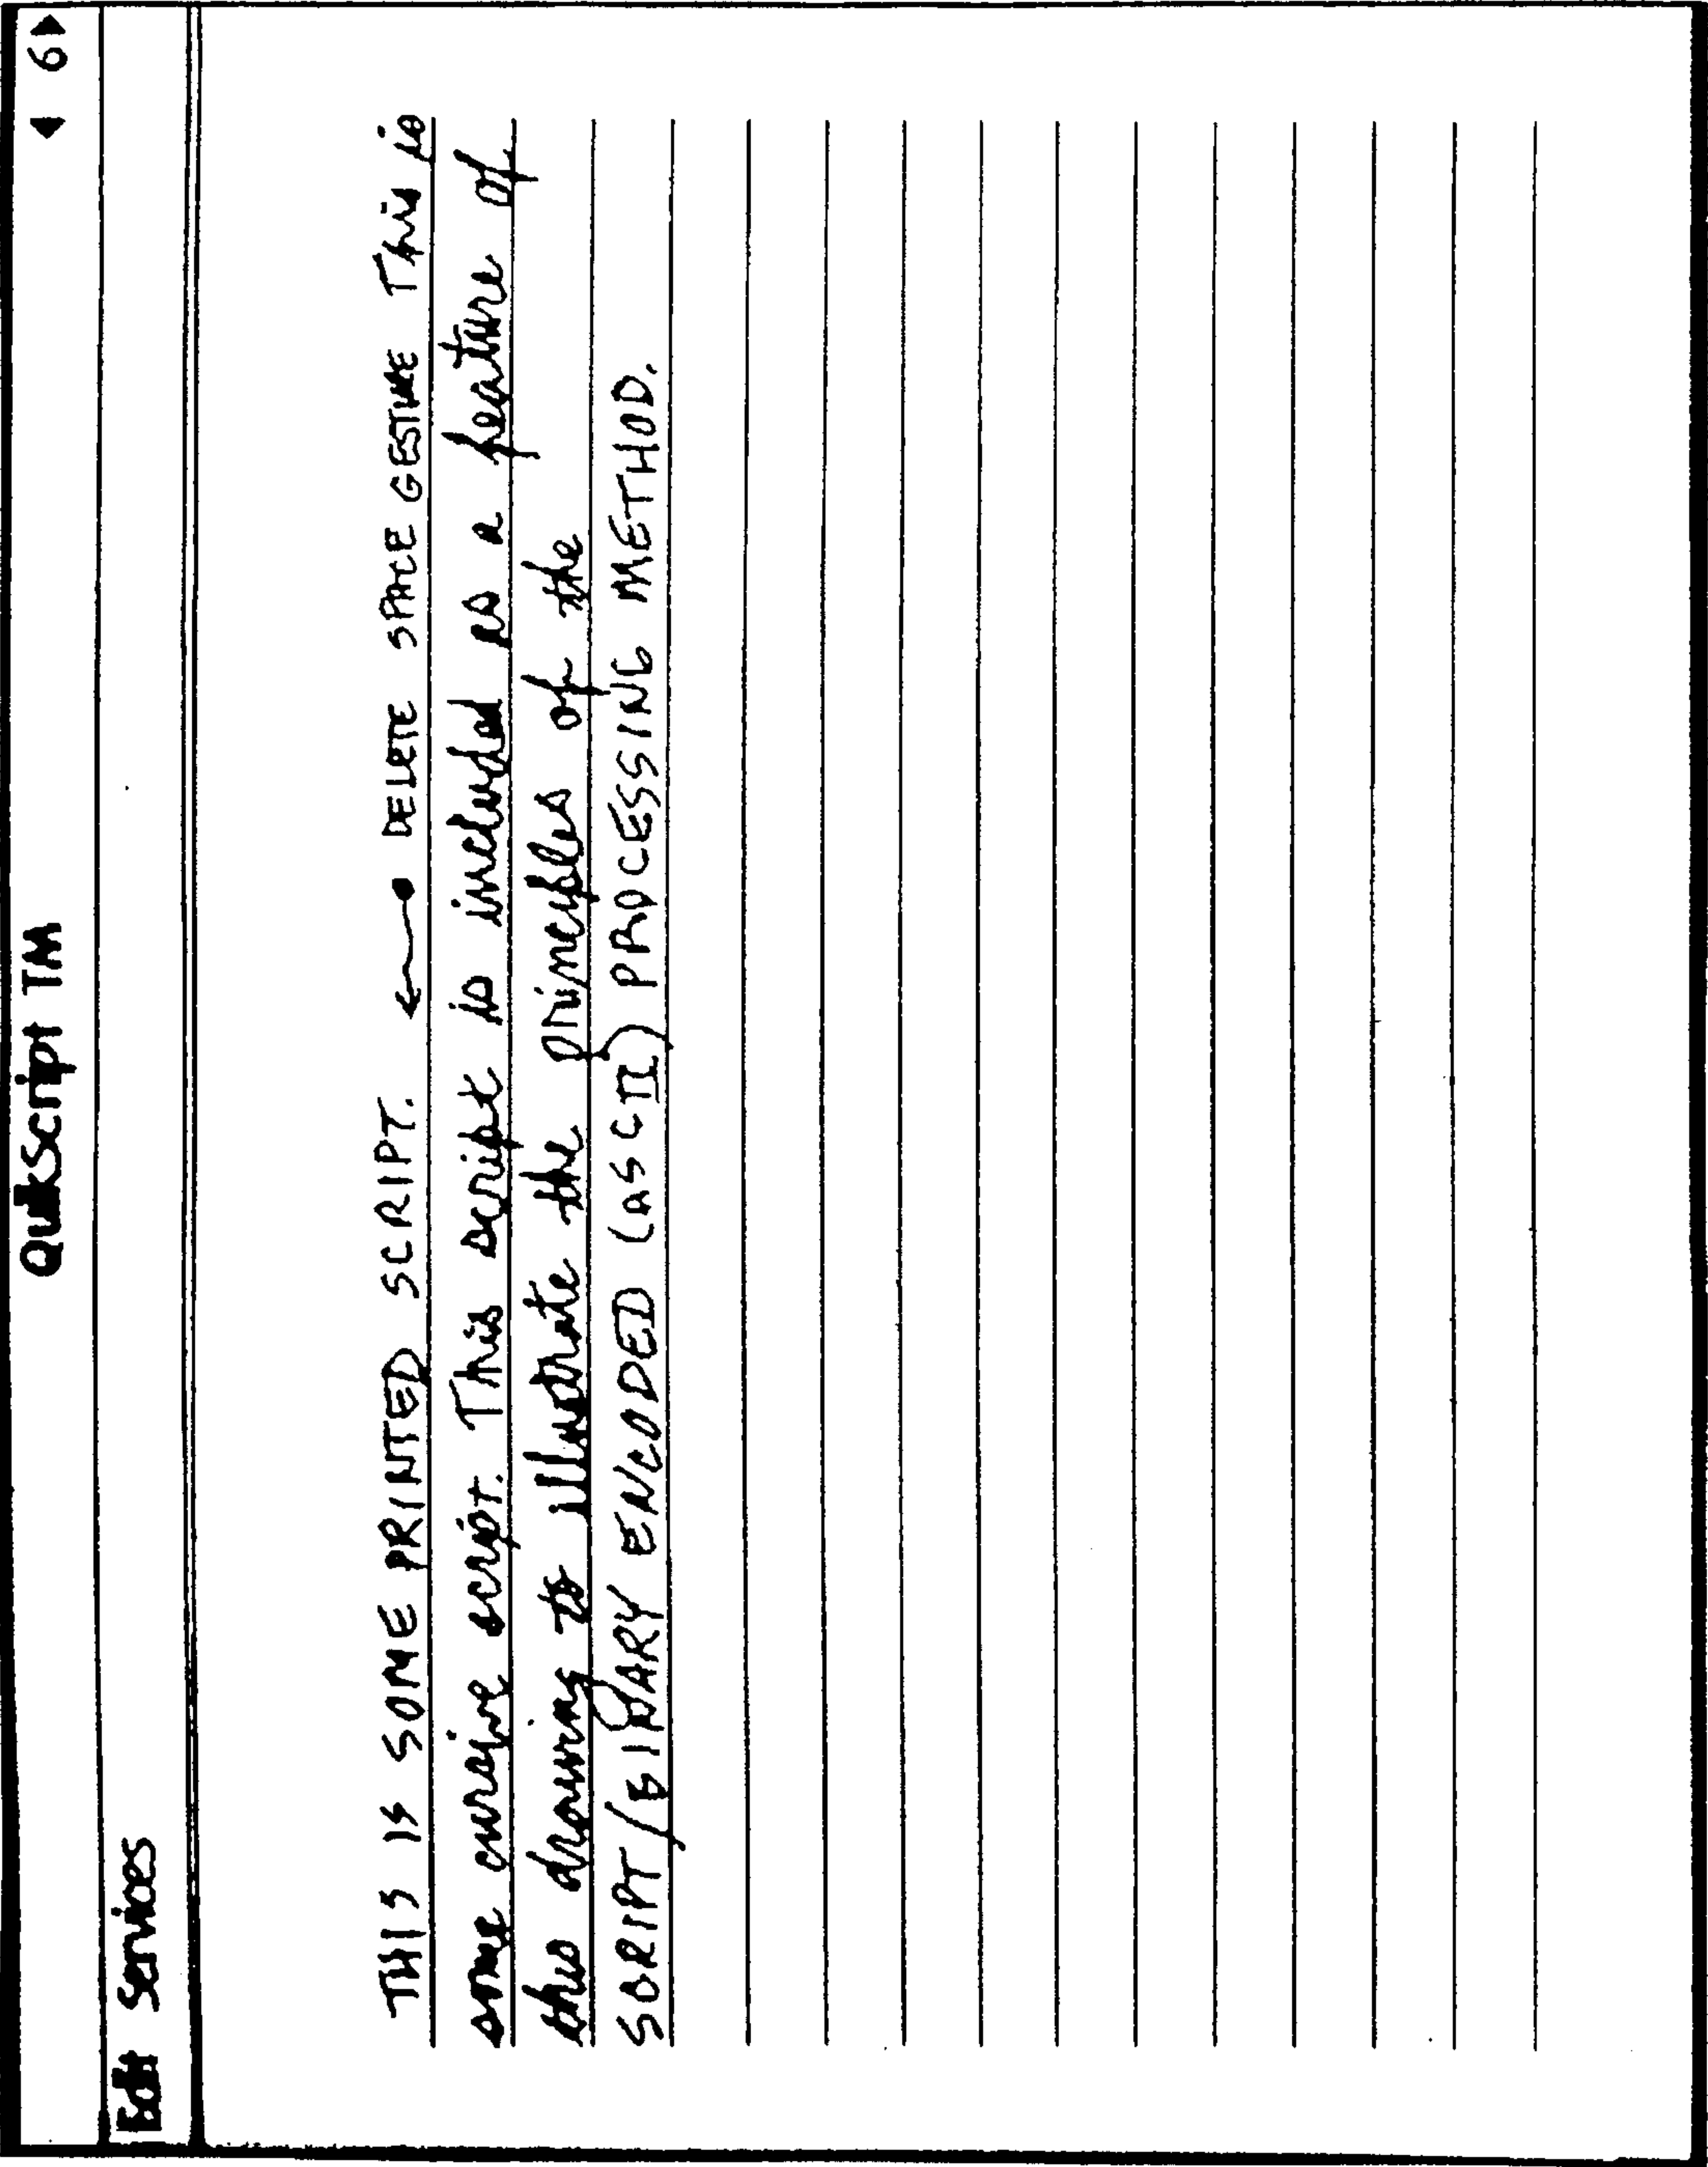 QuikScript TM ◀ 6 ▶
Edit Services
THIS IS SOME PRINTED SCRIPT. ←● DELETE SPACE GESTURE This is
some cursive script. This script is included as a feature of
this drawing to illustrate the principles of the
SCRIPT/BINARY ENCODED (ASCII) PROCESSING METHOD.